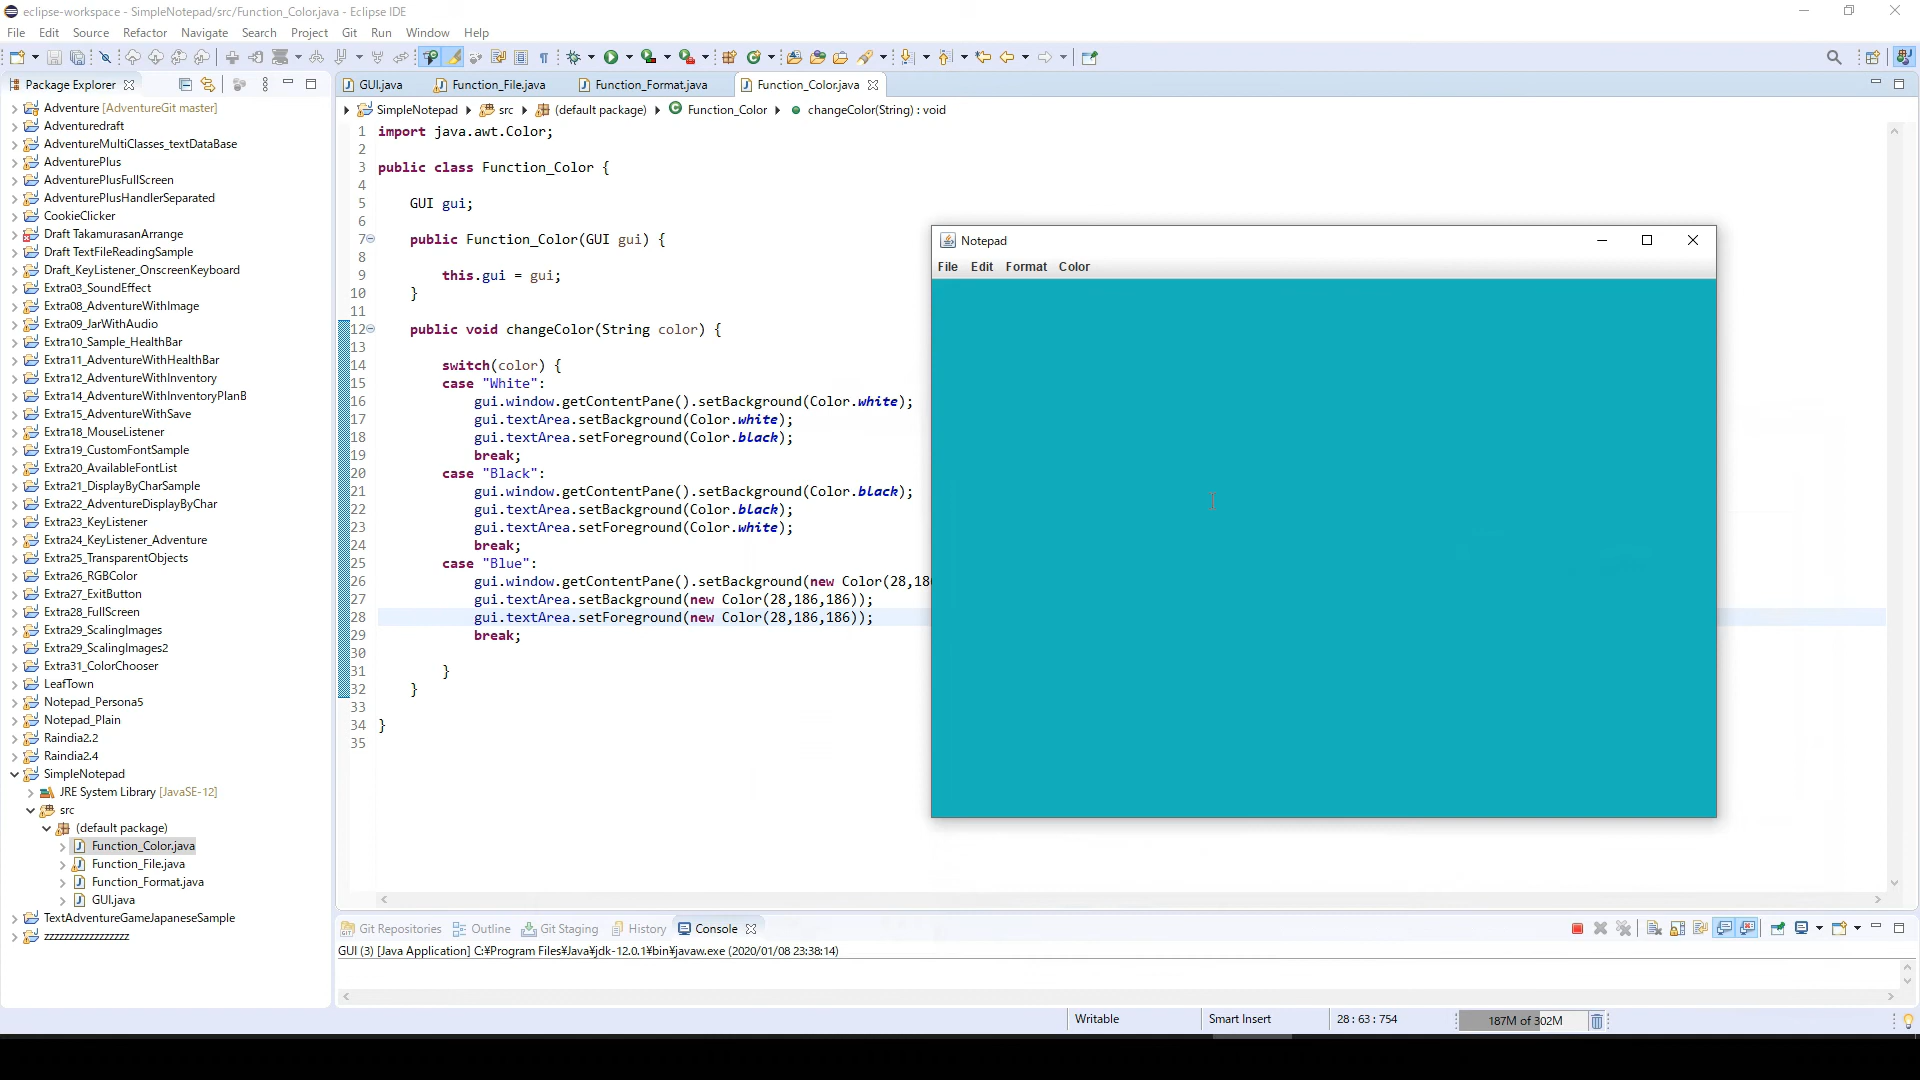 eclipse-workspace - SimpleNotepad/src/Function_Color.java - Eclipse IDE
File Edit Source Refactor Navigate Search Project Git Run Window Help
Package Explorer
Adventure [AdventureGit master]
Adventuredraft
AdventureMultiClasses_textDataBase
AdventurePlus
AdventurePlusFullScreen
AdventurePlusHandlerSeparated
CookieClicker
Draft TakamurasanArrange
Draft TextFileReadingSample
Draft_KeyListener_OnscreenKeyboard
Extra03_SoundEffect
Extra08_AdventureWithImage
Extra09_JarWithAudio
Extra10_Sample_HealthBar
Extra11_AdventureWithHealthBar
Extra12_AdventureWithInventory
Extra14_AdventureWithInventoryPlanB
Extra15_AdventureWithSave
Extra18_MouseListener
Extra19_CustomFontSample
Extra20_AvailableFontList
Extra21_DisplayByCharSample
Extra22_AdventureDisplayByChar
Extra23_KeyListener
Extra24_KeyListener_Adventure
Extra25_TransparentObjects
Extra26_RGBColor
Extra27_ExitButton
Extra28_FullScreen
Extra29_ScalingImages
Extra29_ScalingImages2
Extra31_ColorChooser
LeafTown
Notepad_Persona5
Notepad_Plain
Raindia2.2
Raindia2.4
SimpleNotepad
JRE System Library [JavaSE-12]
src
(default package)
Function_Color.java
Function_File.java
Function_Format.java
GUI.java
TextAdventureGameJapaneseSample
zzzzzzzzzzzzzzzzz
GUI.java Function_File.java Function_Format.java Function_Color.java
SimpleNotepad src (default package) Function_Color changeColor(String) : void
1 import java.awt.Color;
2
3 public class Function_Color {
4
5 GUI gui;
6
7 public Function_Color(GUI gui) {
8
9 this.gui = gui;
10 }
11
12 public void changeColor(String color) {
13
14 switch(color) {
15 case "White":
16 gui.window.getContentPane().setBackground(Color.white);
17 gui.textArea.setBackground(Color.white);
18 gui.textArea.setForeground(Color.black);
19 break;
20 case "Black":
21 gui.window.getContentPane().setBackground(Color.black);
22 gui.textArea.setBackground(Color.black);
23 gui.textArea.setForeground(Color.white);
24 break;
25 case "Blue":
26 gui.window.getContentPane().setBackground(new Color(28,18
27 gui.textArea.setBackground(new Color(28,186,186));
28 gui.textArea.setForeground(new Color(28,186,186));
29 break;
30
31 }
32 }
33
34 }
35
Notepad
File Edit Format Color
Git Repositories Outline Git Staging History Console
GUI (3) [Java Application] C:¥Program Files¥Java¥jdk-12.0.1¥bin¥javaw.exe (2020/01/08 23:38:14)
Writable Smart Insert 28 : 63 : 754 187M of 302M